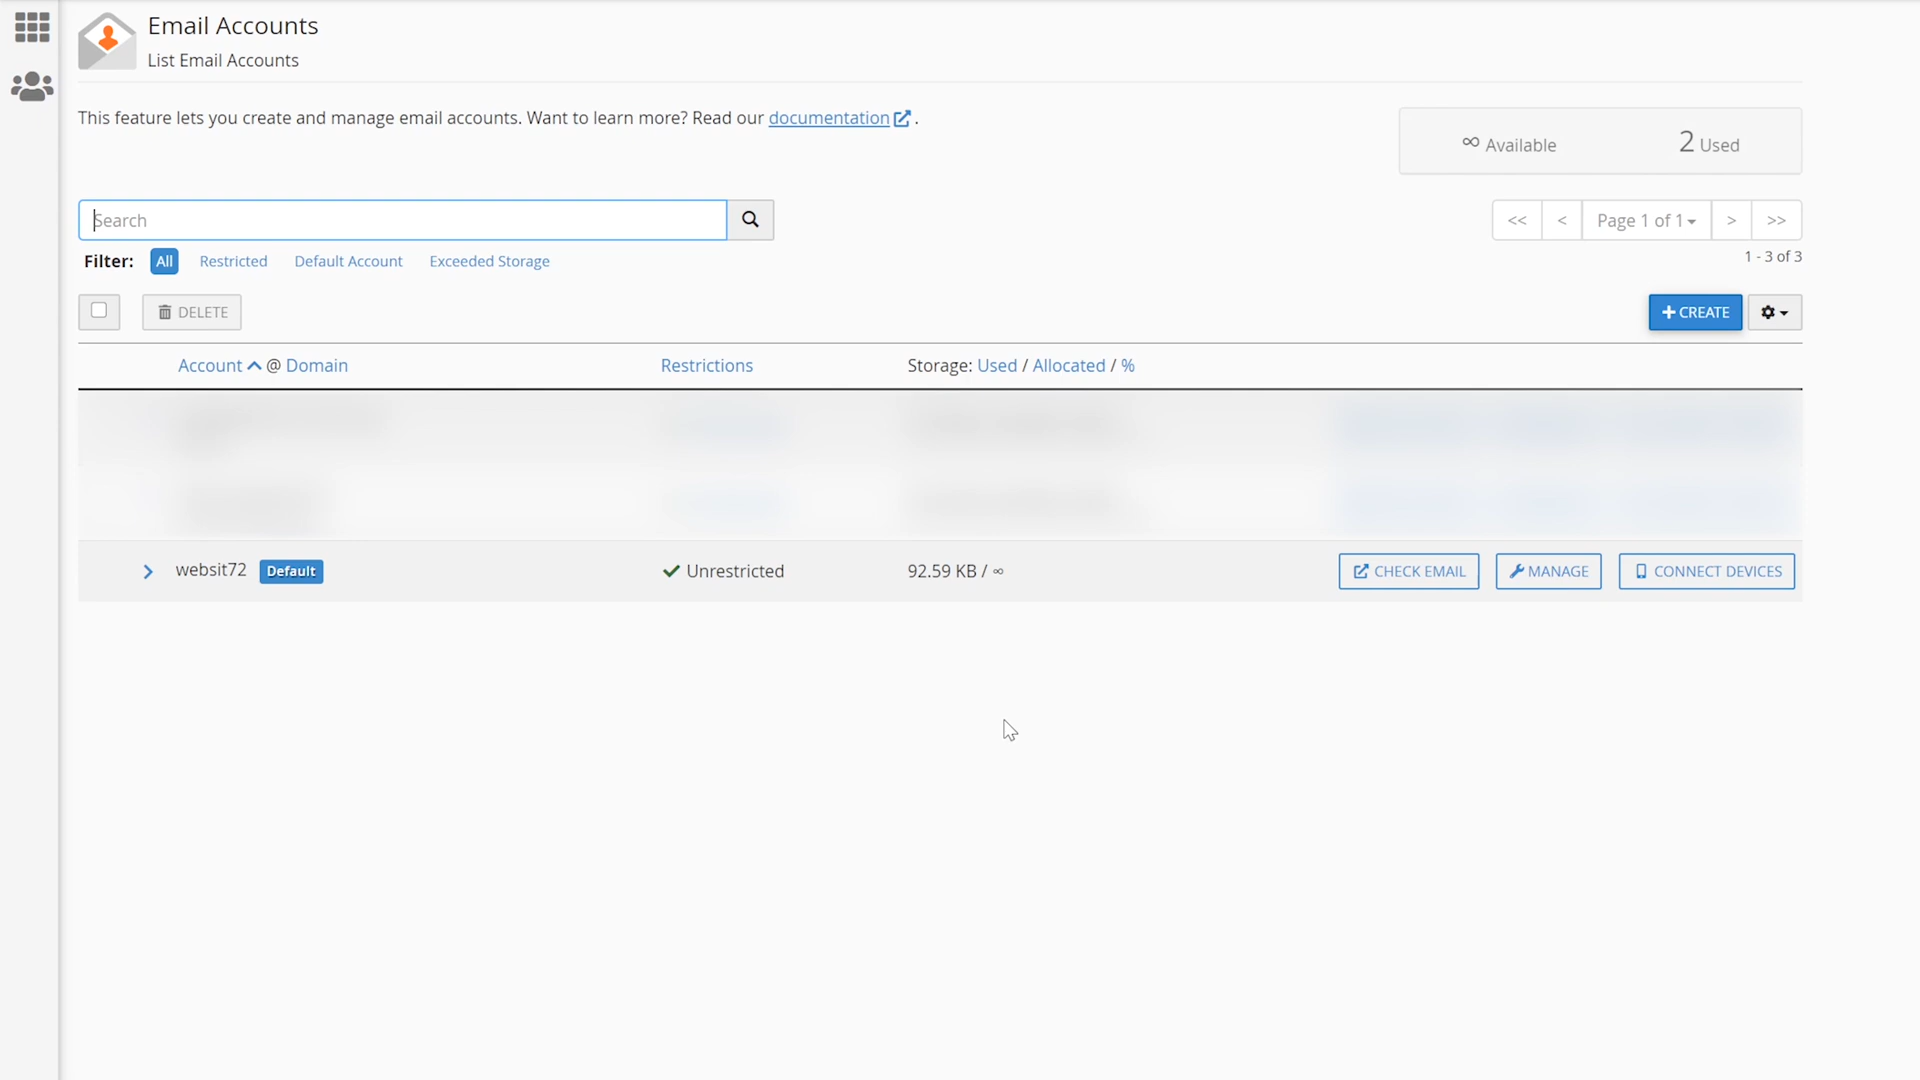 Email Accounts
List Email Accounts
This feature lets you create and manage email accounts. Want to learn more? Read our documentation .
∞ Available 2 Used
Search
<< < Page 1 of 1 > >>
Filter: All Restricted Default Account Exceeded Storage
1 - 3 of 3
DELETE
+ CREATE
Account @ Domain Restrictions Storage: Used / Allocated / %
websit72 Default Unrestricted 92.59 KB / ∞ CHECK EMAIL MANAGE CONNECT DEVICES